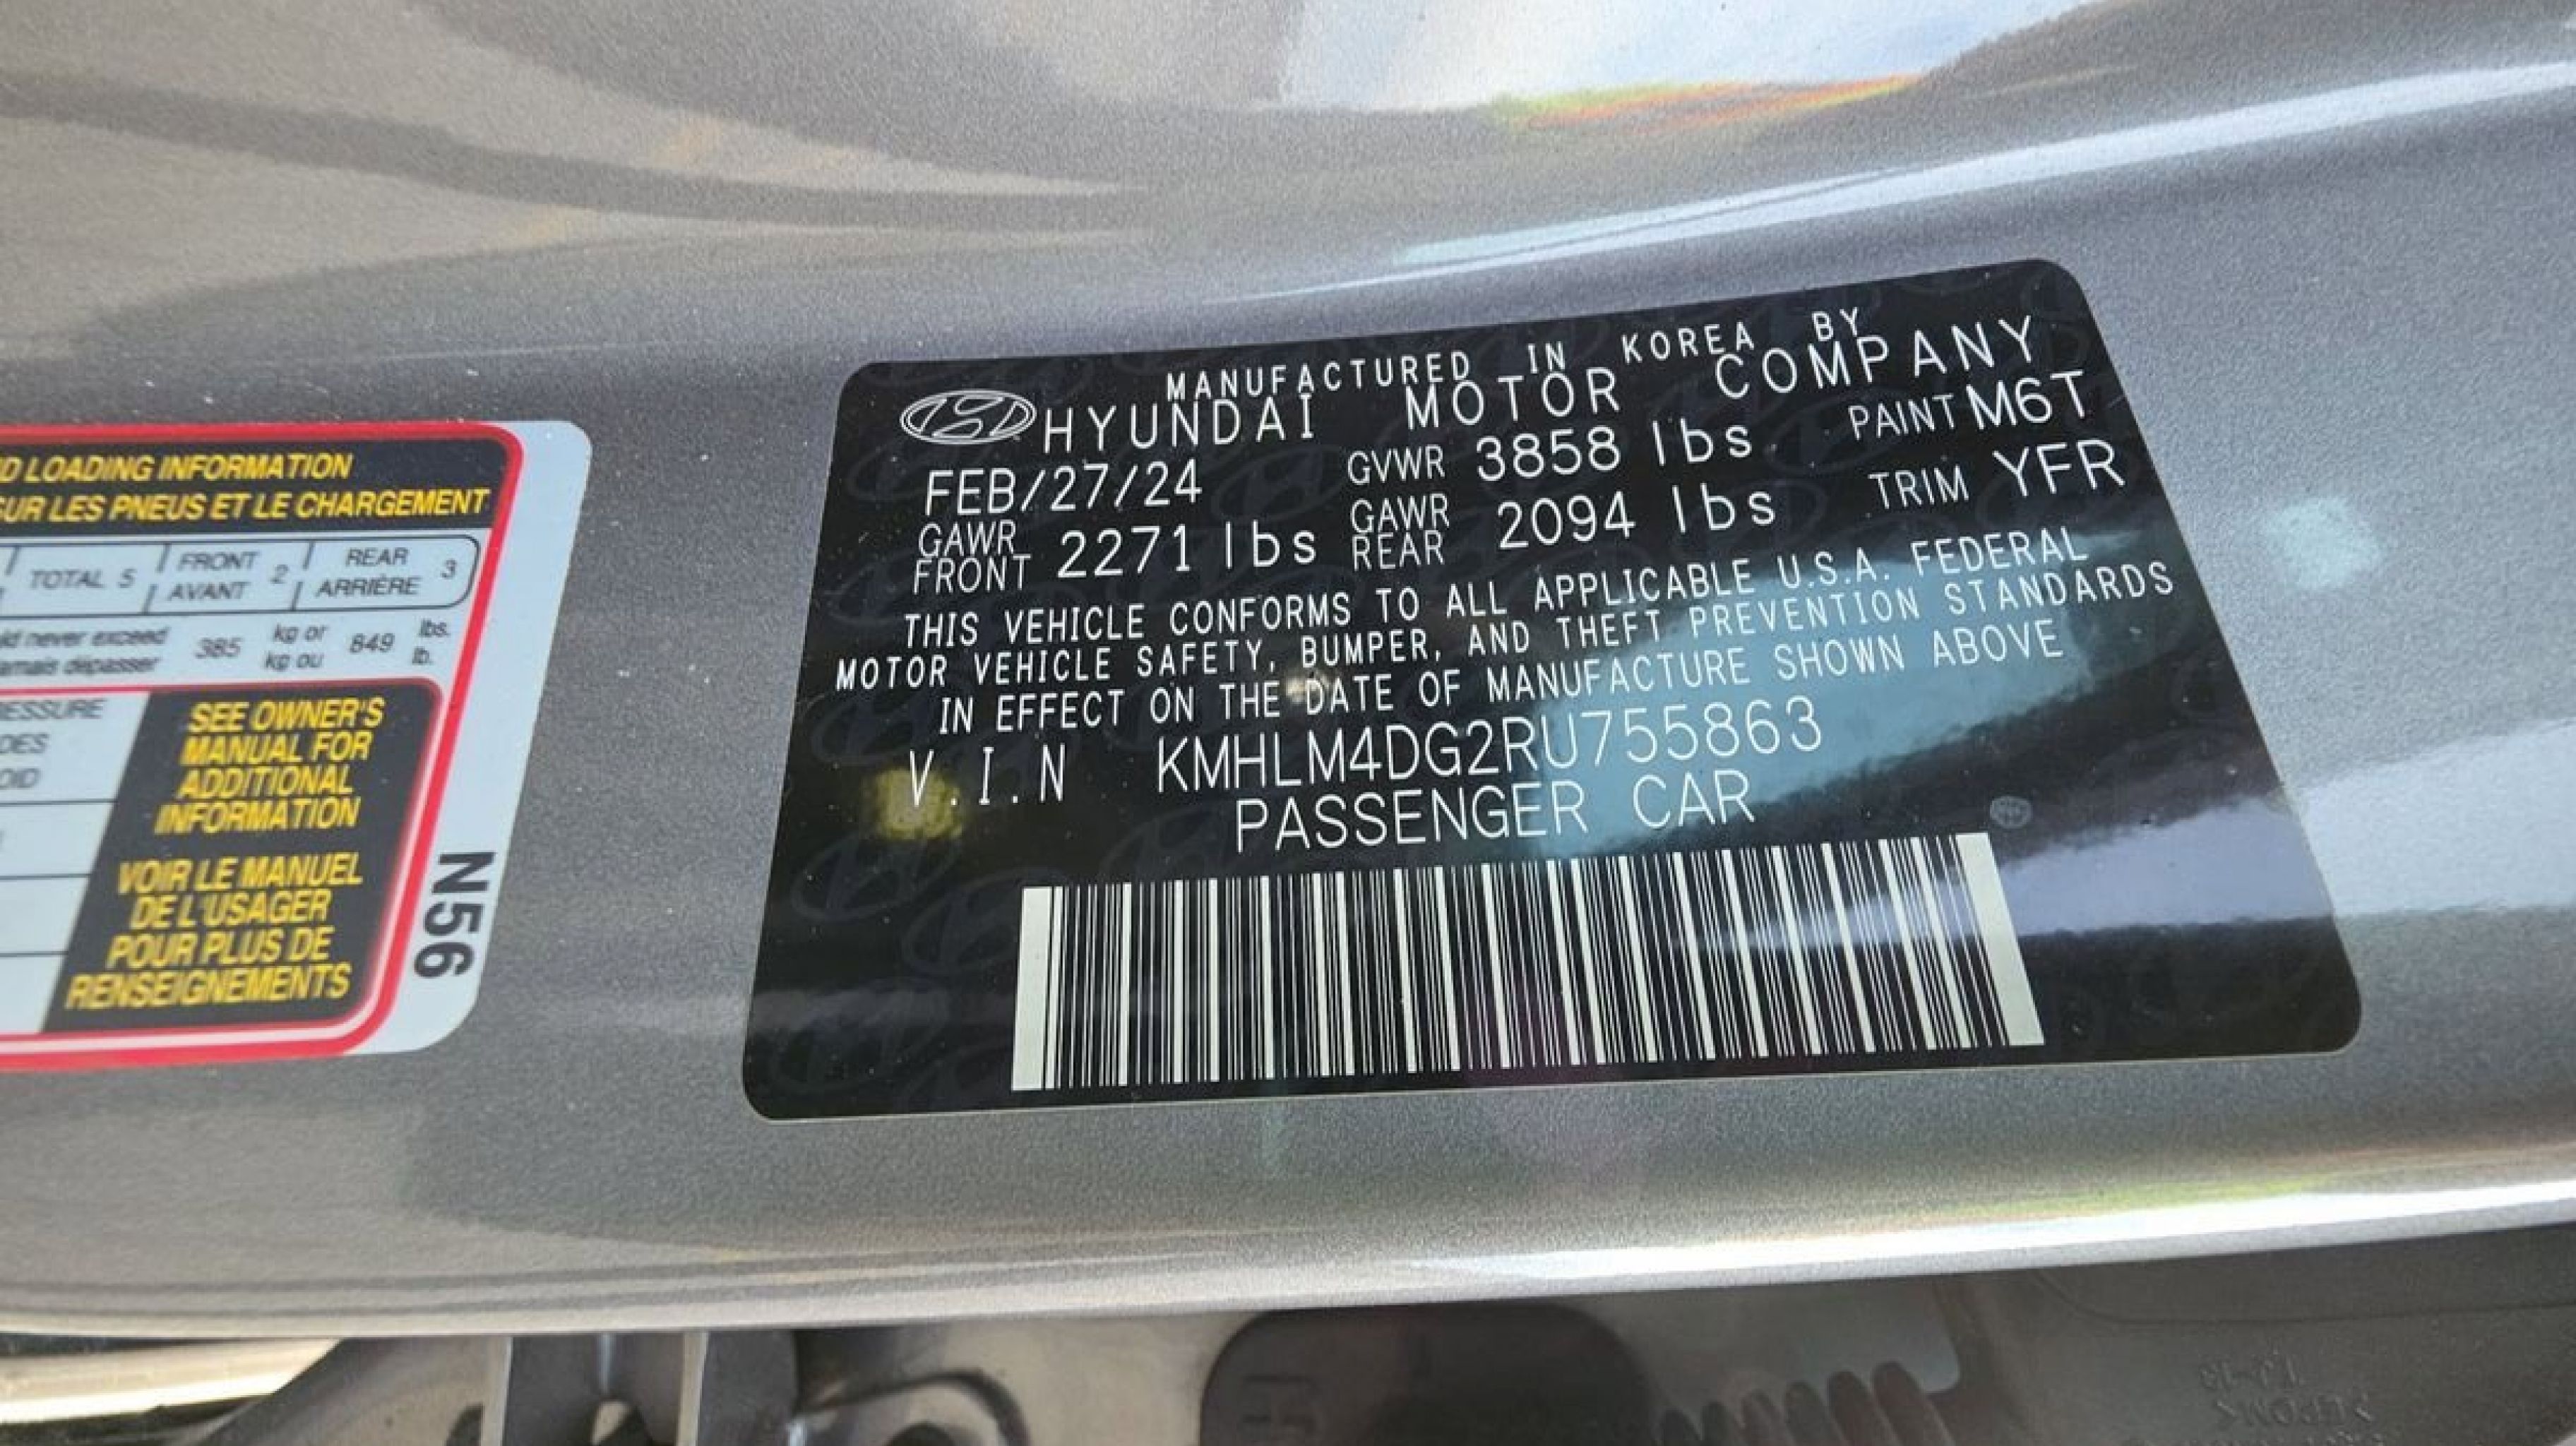 D LOADING INFORMATION
SUR LES PNEUS ET LE CHARGEMENT
TOTAL 5 FRONT AVANT 2 REAR ARRIÈRE 3
never exceed 385 kg or 849 lbs.
jamais dépasser kg ou lb.
SEE OWNER'S
MANUAL FOR
ADDITIONAL
INFORMATION
VOIR LE MANUEL
DE L'USAGER
POUR PLUS DE
RENSEIGNEMENTS
N56
MANUFACTURED IN KOREA BY
HYUNDAI MOTOR COMPANY
FEB/27/24 GVWR 3858 lbs PAINT M6T
GAWR FRONT 2271 lbs GAWR REAR 2094 lbs TRIM YFR
THIS VEHICLE CONFORMS TO ALL APPLICABLE U.S.A. FEDERAL
MOTOR VEHICLE SAFETY, BUMPER, AND THEFT PREVENTION STANDARDS
IN EFFECT ON THE DATE OF MANUFACTURE SHOWN ABOVE
V.I.N KMHLM4DG2RU755863
PASSENGER CAR